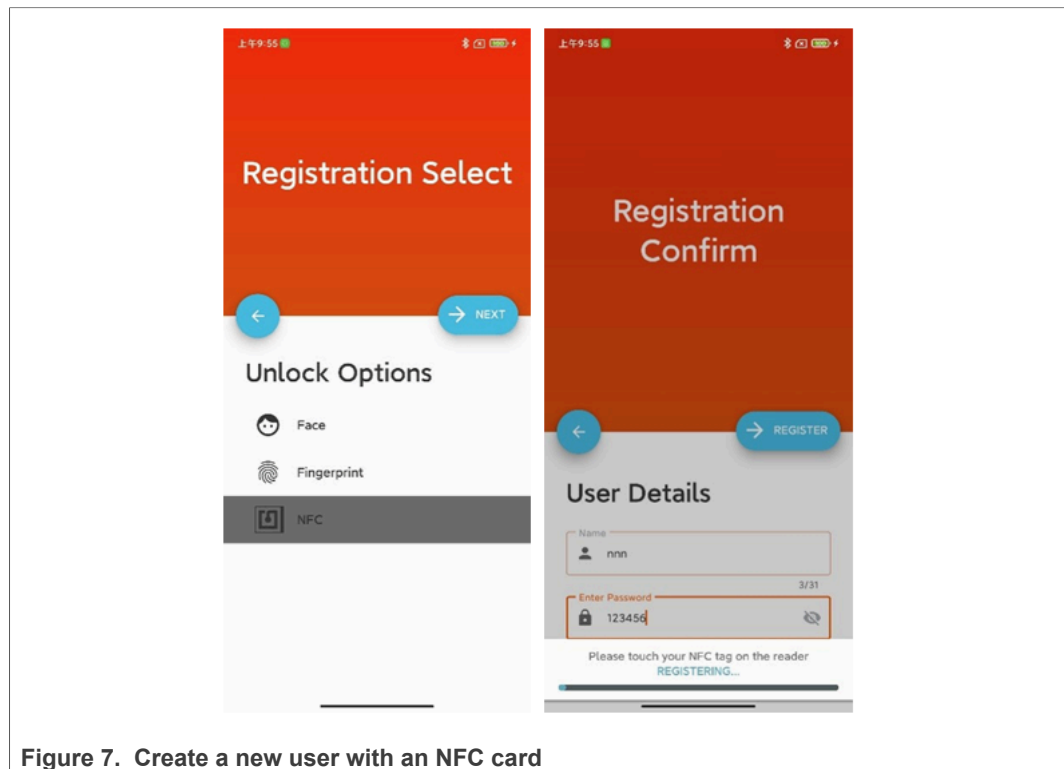 上午9:55
Registration Select
NEXT
Unlock Options
Face
Fingerprint
NFC
上午9:55
Registration
Confirm
REGISTER
User Details
Name
nnn
3/31
Enter Password
123456
Please touch your NFC tag on the reader
REGISTERING...
Figure 7. Create a new user with an NFC card